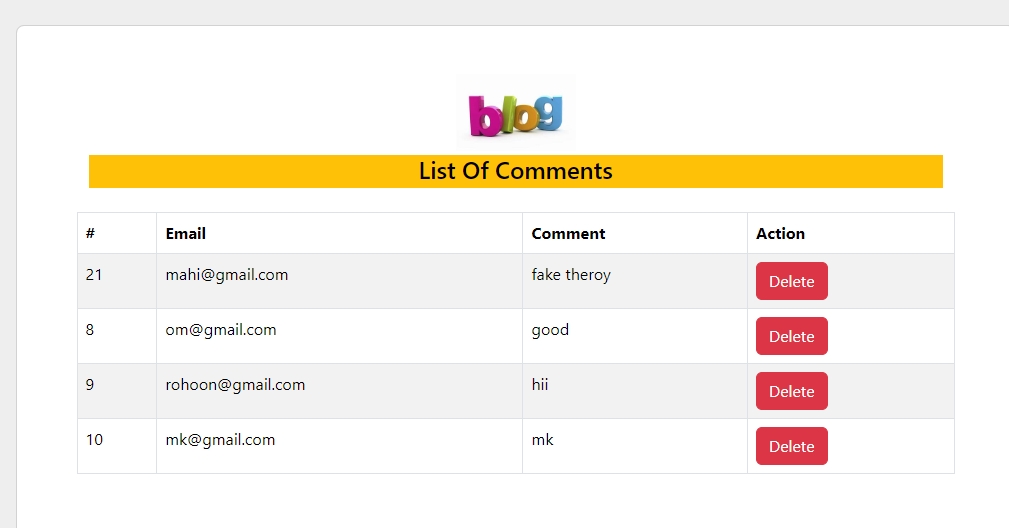 blog
List Of Comments
# Email Comment Action
21 mahi@gmail.com fake theroy Delete
8 om@gmail.com good Delete
9 rohoon@gmail.com hii Delete
10 mk@gmail.com mk Delete